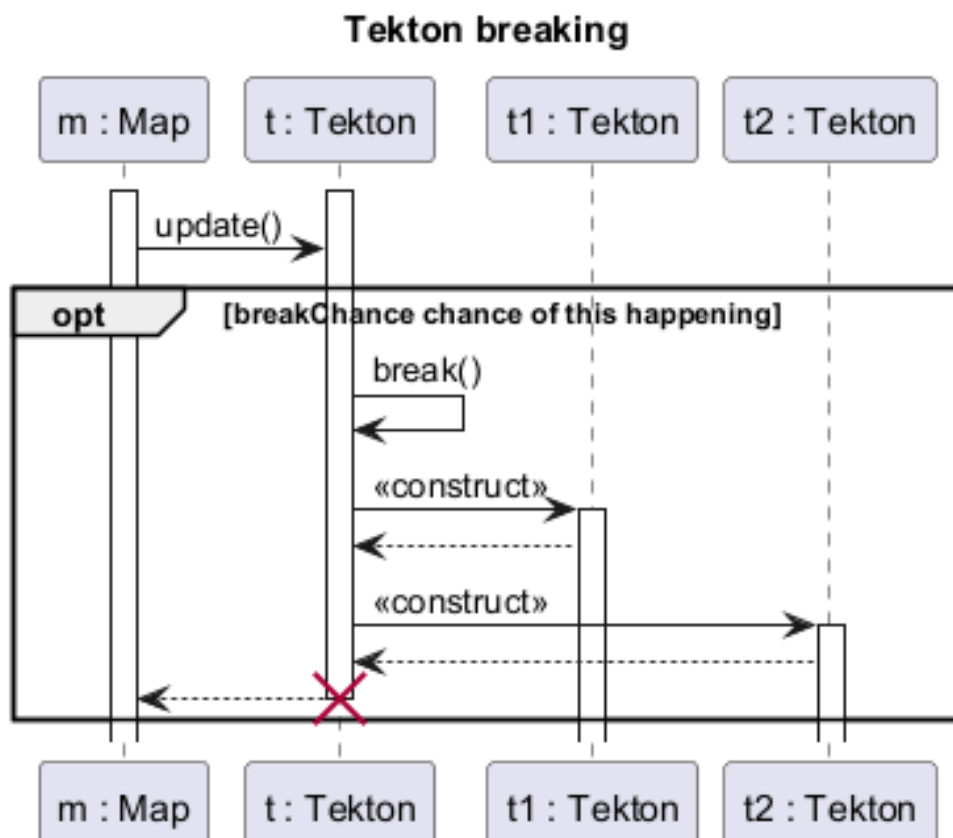 Tekton breaking
m : Map t : Tekton t1 : Tekton t2 : Tekton
update()
opt [breakChance chance of this happening]
break()
«construct»
«construct»
m : Map t : Tekton t1 : Tekton t2 : Tekton